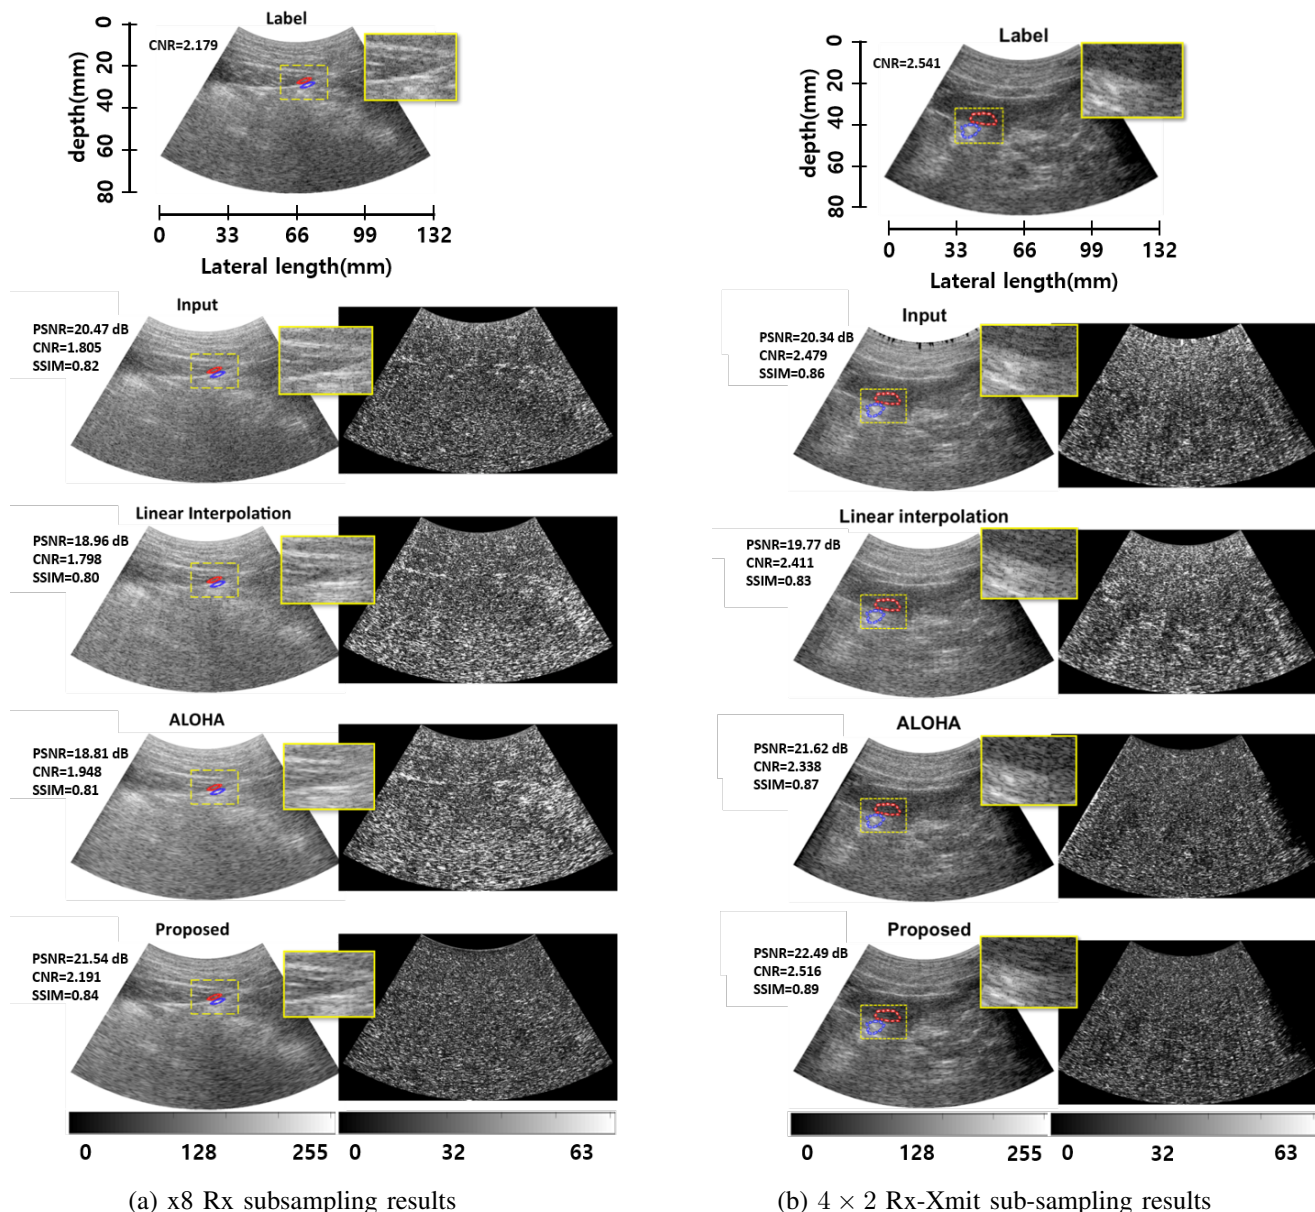 Label
CNR=2.179
0
20
40
60
80
depth(mm)
0 33 66 99 132
Lateral length(mm)
Input
PSNR=20.47 dB
CNR=1.805
SSIM=0.82
Linear Interpolation
PSNR=18.96 dB
CNR=1.798
SSIM=0.80
ALOHA
PSNR=18.81 dB
CNR=1.948
SSIM=0.81
Proposed
PSNR=21.54 dB
CNR=2.191
SSIM=0.84
0 128 255 0 32 63
(a) x8 Rx subsampling results
Label
CNR=2.541
0
20
40
60
80
depth(mm)
0 33 66 99 132
Lateral length(mm)
Input
PSNR=20.34 dB
CNR=2.479
SSIM=0.86
Linear interpolation
PSNR=19.77 dB
CNR=2.411
SSIM=0.83
ALOHA
PSNR=21.62 dB
CNR=2.338
SSIM=0.87
Proposed
PSNR=22.49 dB
CNR=2.516
SSIM=0.89
0 128 255 0 32 63
(b) 4 × 2 Rx-Xmit sub-sampling results